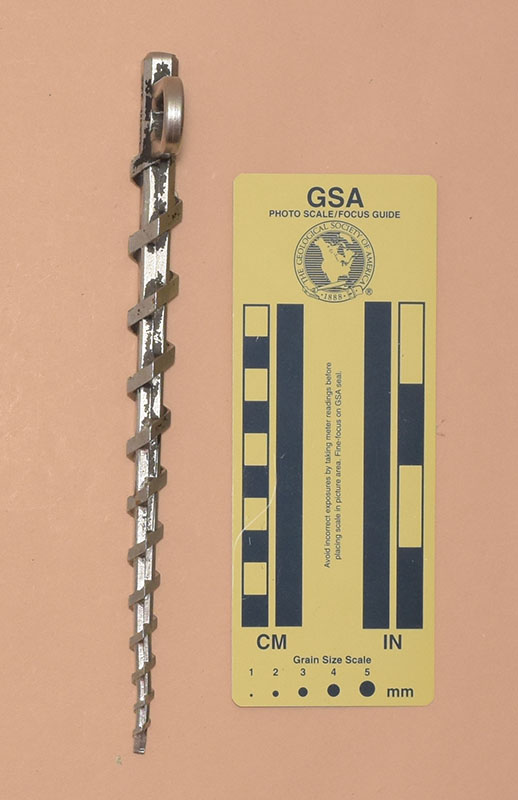 GSA
PHOTO SCALE/FOCUS GUIDE
THE GEOLOGICAL SOCIETY OF AMERICA
• 1888 •
®
Avoid incorrect exposures by taking meter readings before
placing scale in picture area. Fine-focus on GSA seal.
CM
IN
Grain Size Scale
1 2 3 4 5
mm